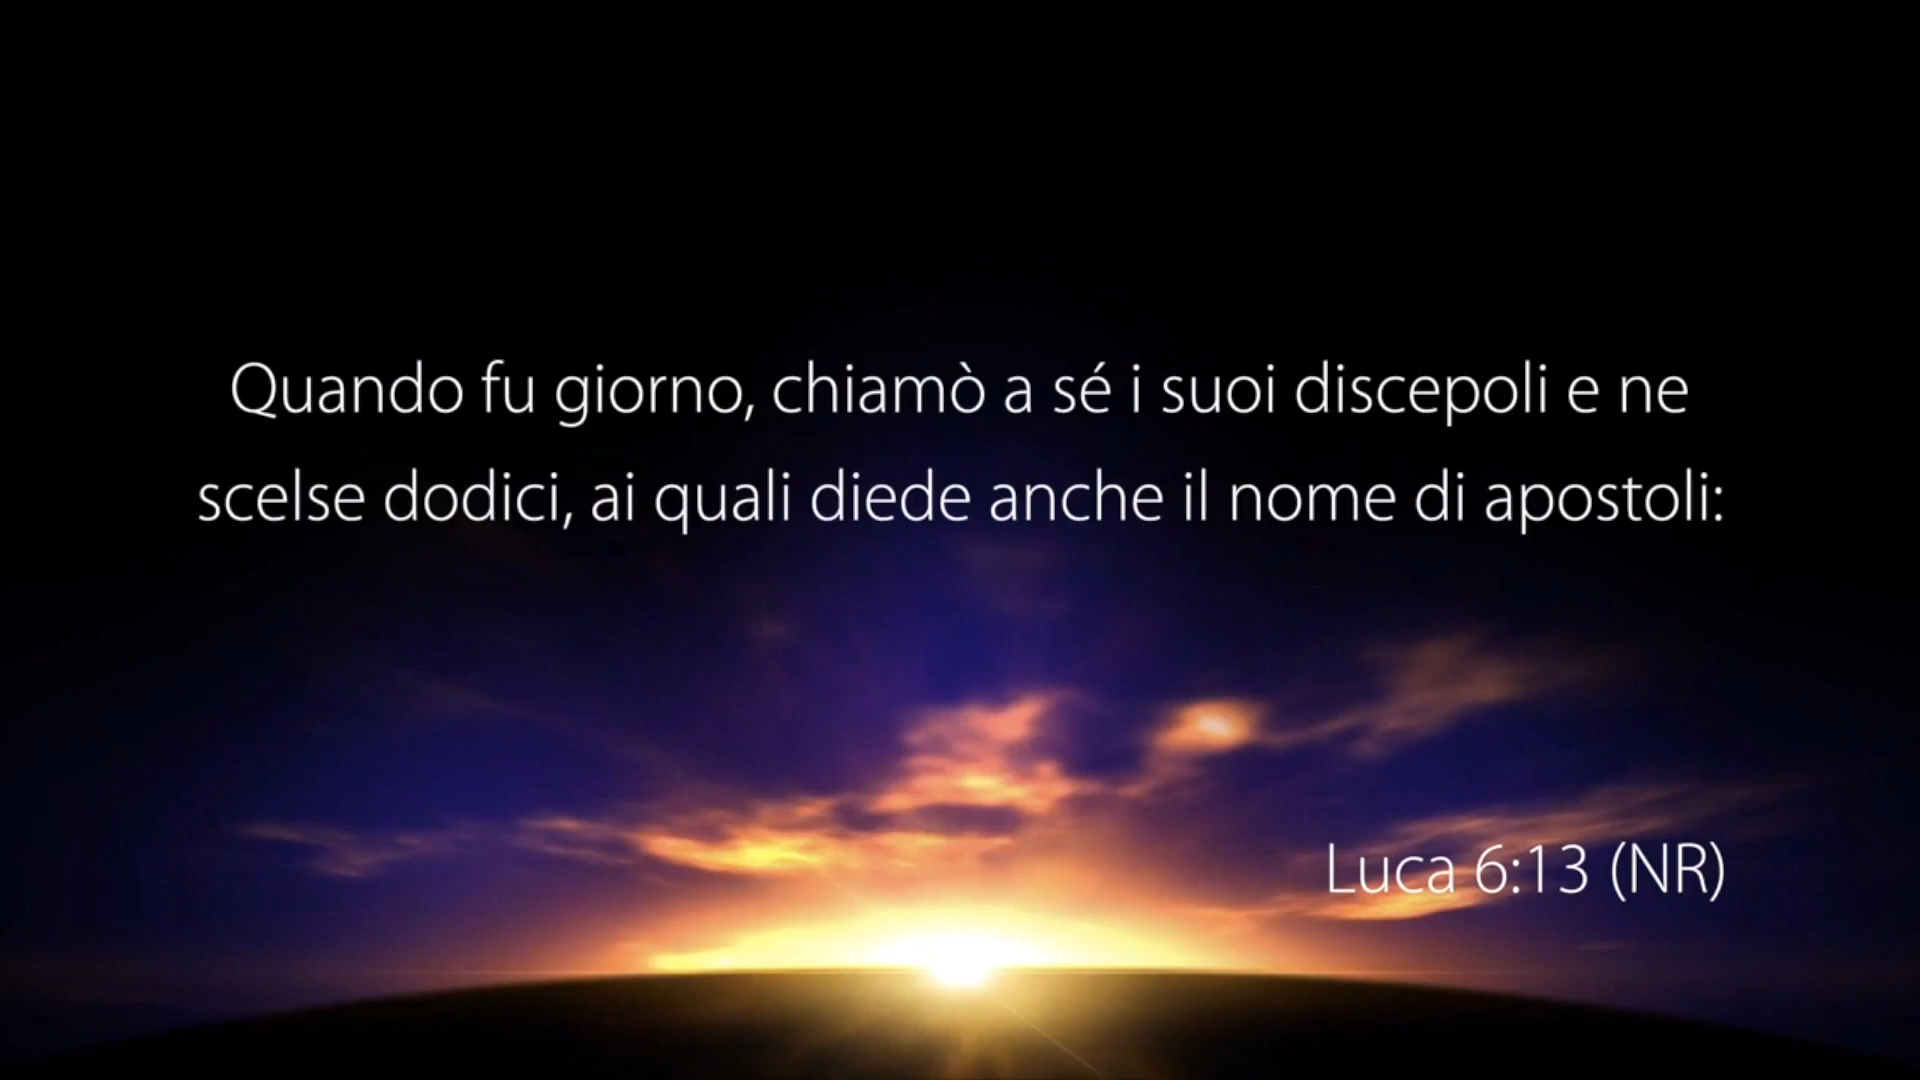 Quando fu giorno, chiamò a sé i suoi discepoli e ne
scelse dodici, ai quali diede anche il nome di apostoli:
Luca 6:13 (NR)